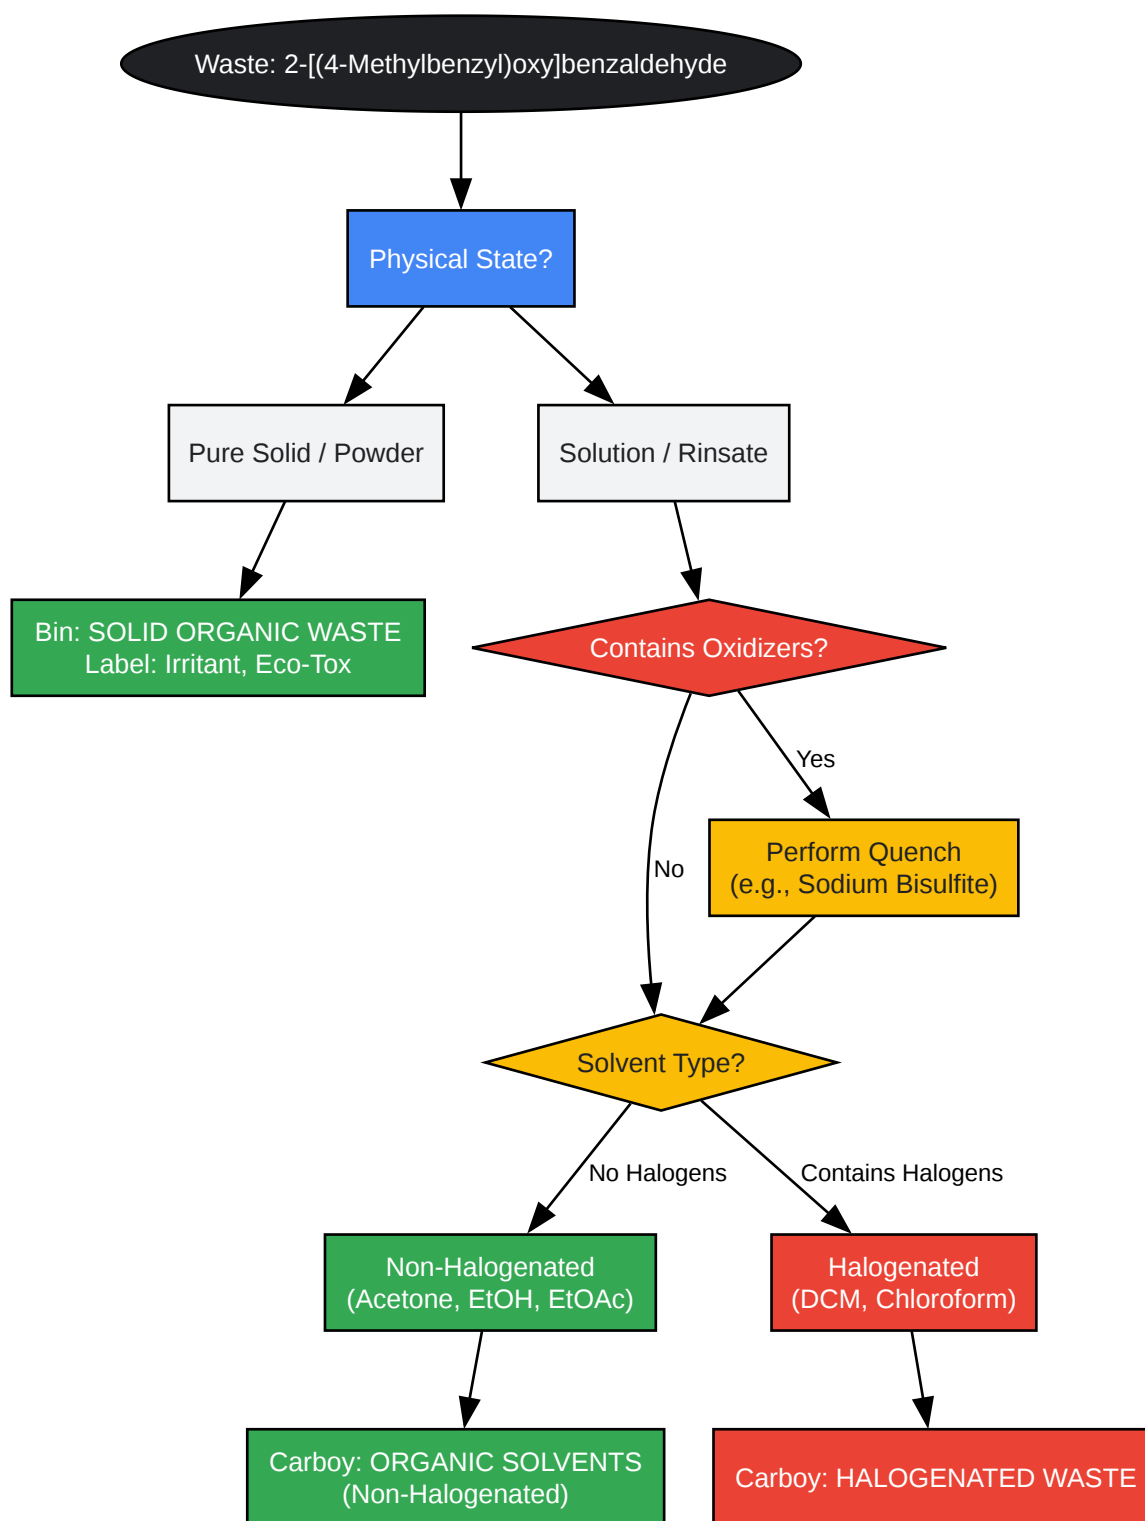 Waste: 2-[(4-Methylbenzyl)oxy]benzaldehyde
Physical State?
Pure Solid / Powder
Solution / Rinsate
Bin: SOLID ORGANIC WASTE
Label: Irritant, Eco-Tox
Contains Oxidizers?
Yes
Perform Quench
(e.g., Sodium Bisulfite)
No
Solvent Type?
No Halogens
Contains Halogens
Non-Halogenated
(Acetone, EtOH, EtOAc)
Halogenated
(DCM, Chloroform)
Carboy: ORGANIC SOLVENTS
(Non-Halogenated)
Carboy: HALOGENATED WASTE